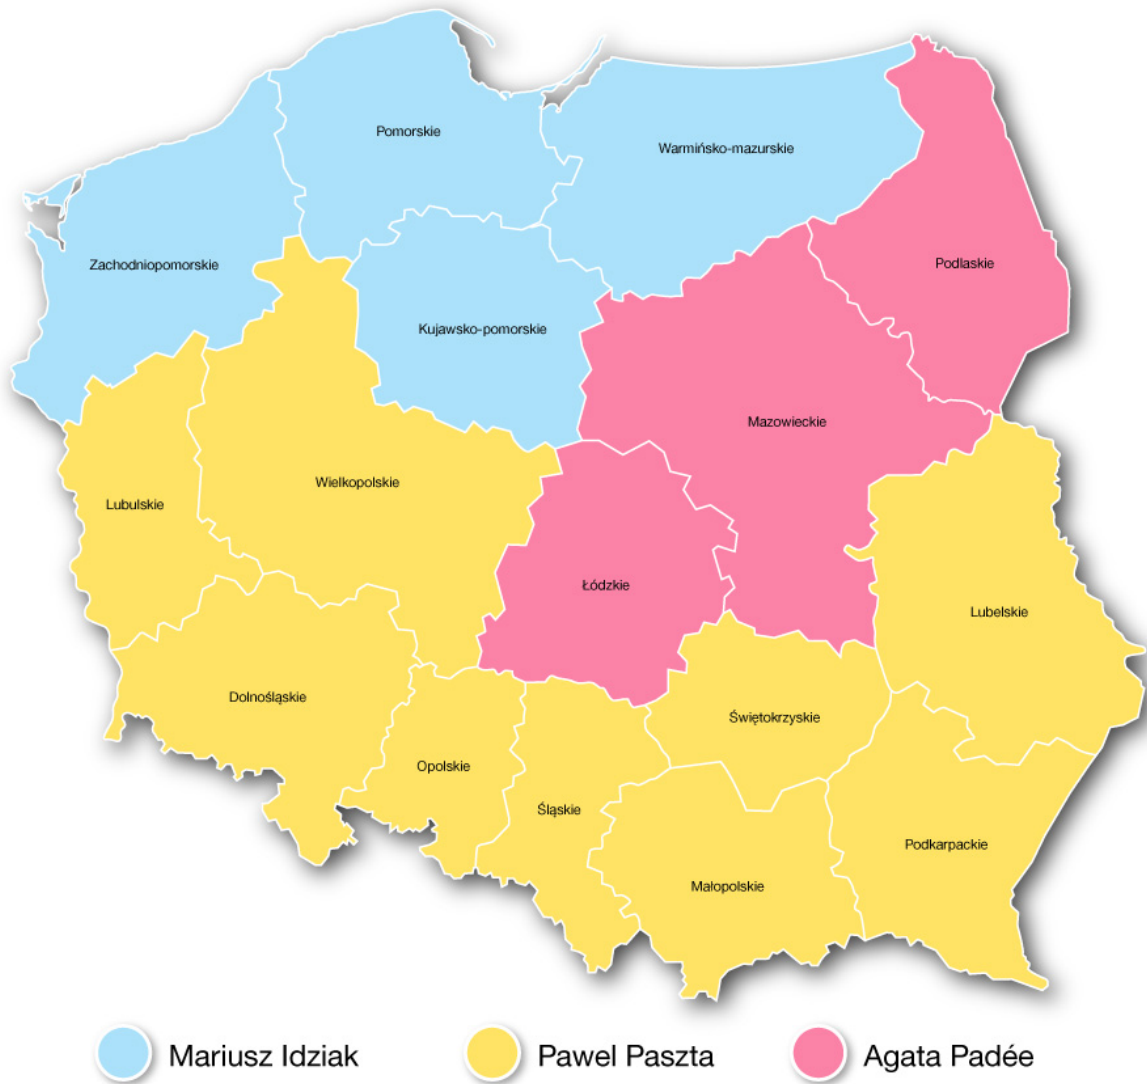 Pomorskie
Warmińsko-mazurskie
Zachodniopomorskie
Podlaskie
Kujawsko-pomorskie
Mazowieckie
Wielkopolskie
Lubulskie
Łódzkie
Lubelskie
Dolnośląskie
Świętokrzyskie
Opolskie
Śląskie
Podkarpackie
Małopolskie
Mariusz Idziak
Pawel Paszta
Agata Padée